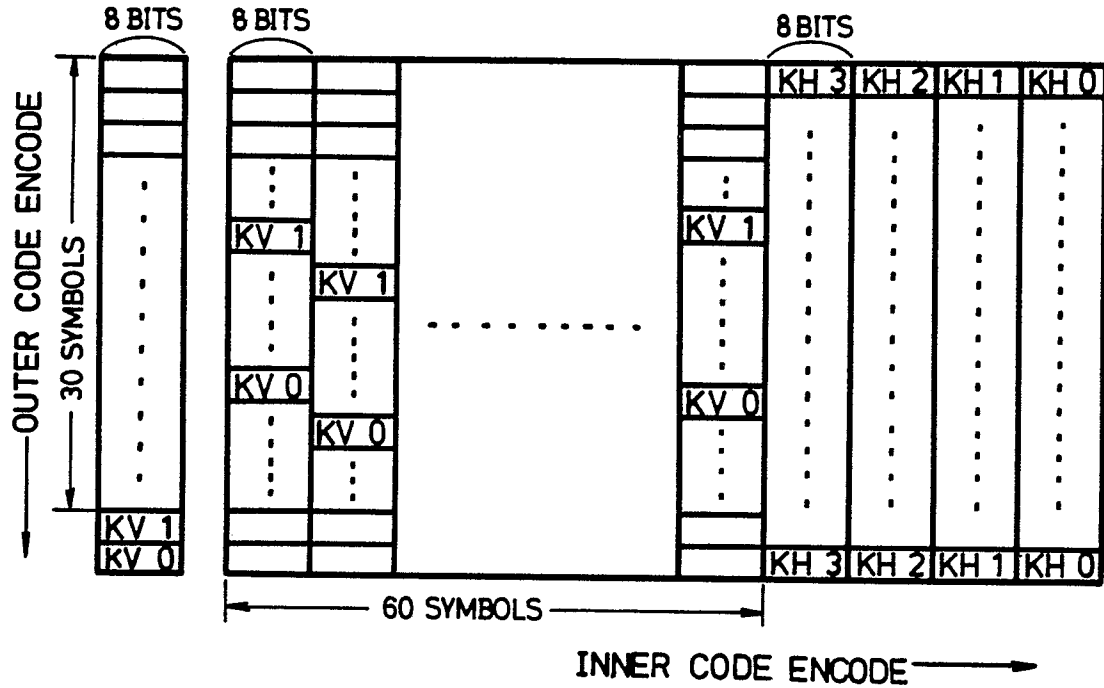 8 BITS 8 BITS 8 BITS
KH 3 KH 2 KH 1 KH 0
OUTER CODE ENCODE
30 SYMBOLS
KV 1 KV 1
KV 1
KV 0 KV 0
KV 0
KV 1
KV 0 KH 3 KH 2 KH 1 KH 0
60 SYMBOLS
INNER CODE ENCODE